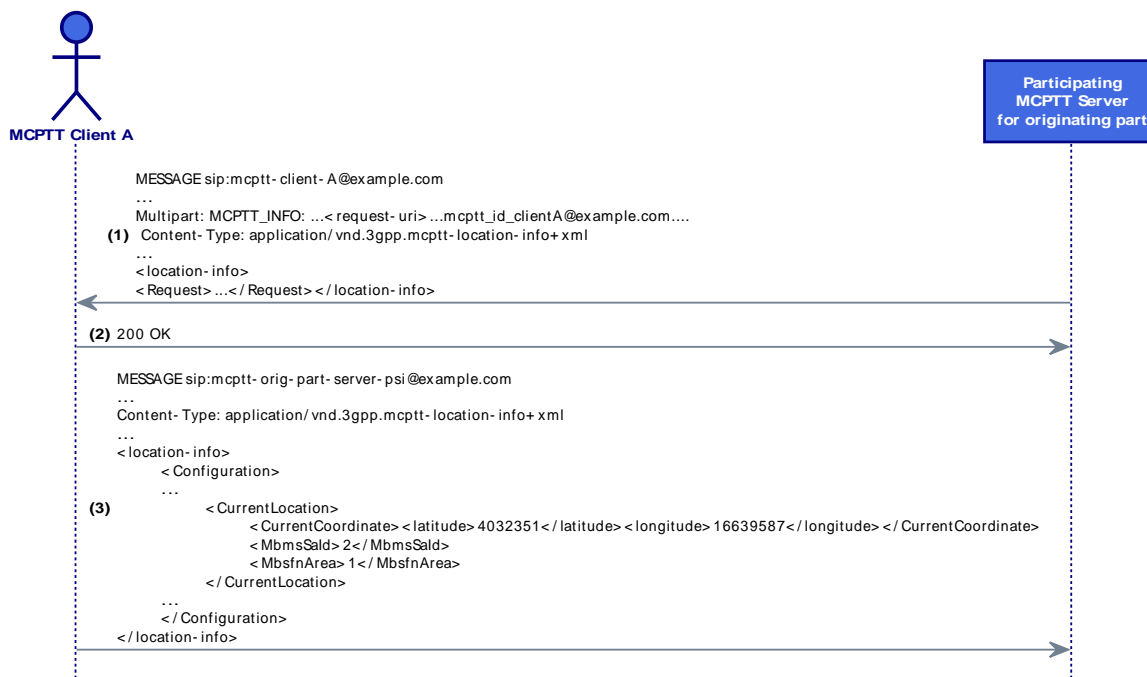 Participating
MCPTT Server
for originating part
MCPTT Client A
MESSAGE sip:mcptt-client-A@example.com
...
Multipart: MCPTT_INFO: ...<request-uri>...mcptt_id_clientA@example.com....
(1) Content-Type: application/vnd.3gpp.mcptt-location-info+xml
...
<location-info>
<Request>...</Request></location-info>
(2) 200 OK
MESSAGE sip:mcptt-orig-part-server-psi@example.com
...
Content-Type: application/vnd.3gpp.mcptt-location-info+xml
...
<location-info>
<Configuration>
...
(3) <CurrentLocation>
<CurrentCoordinate><latitude>4032351</latitude><longitude>16639587</longitude></CurrentCoordinate>
<MbmsSaId>2</MbmsSaId>
<MbsfnArea>1</MbsfnArea>
</CurrentLocation>
...
</Configuration>
</location-info>